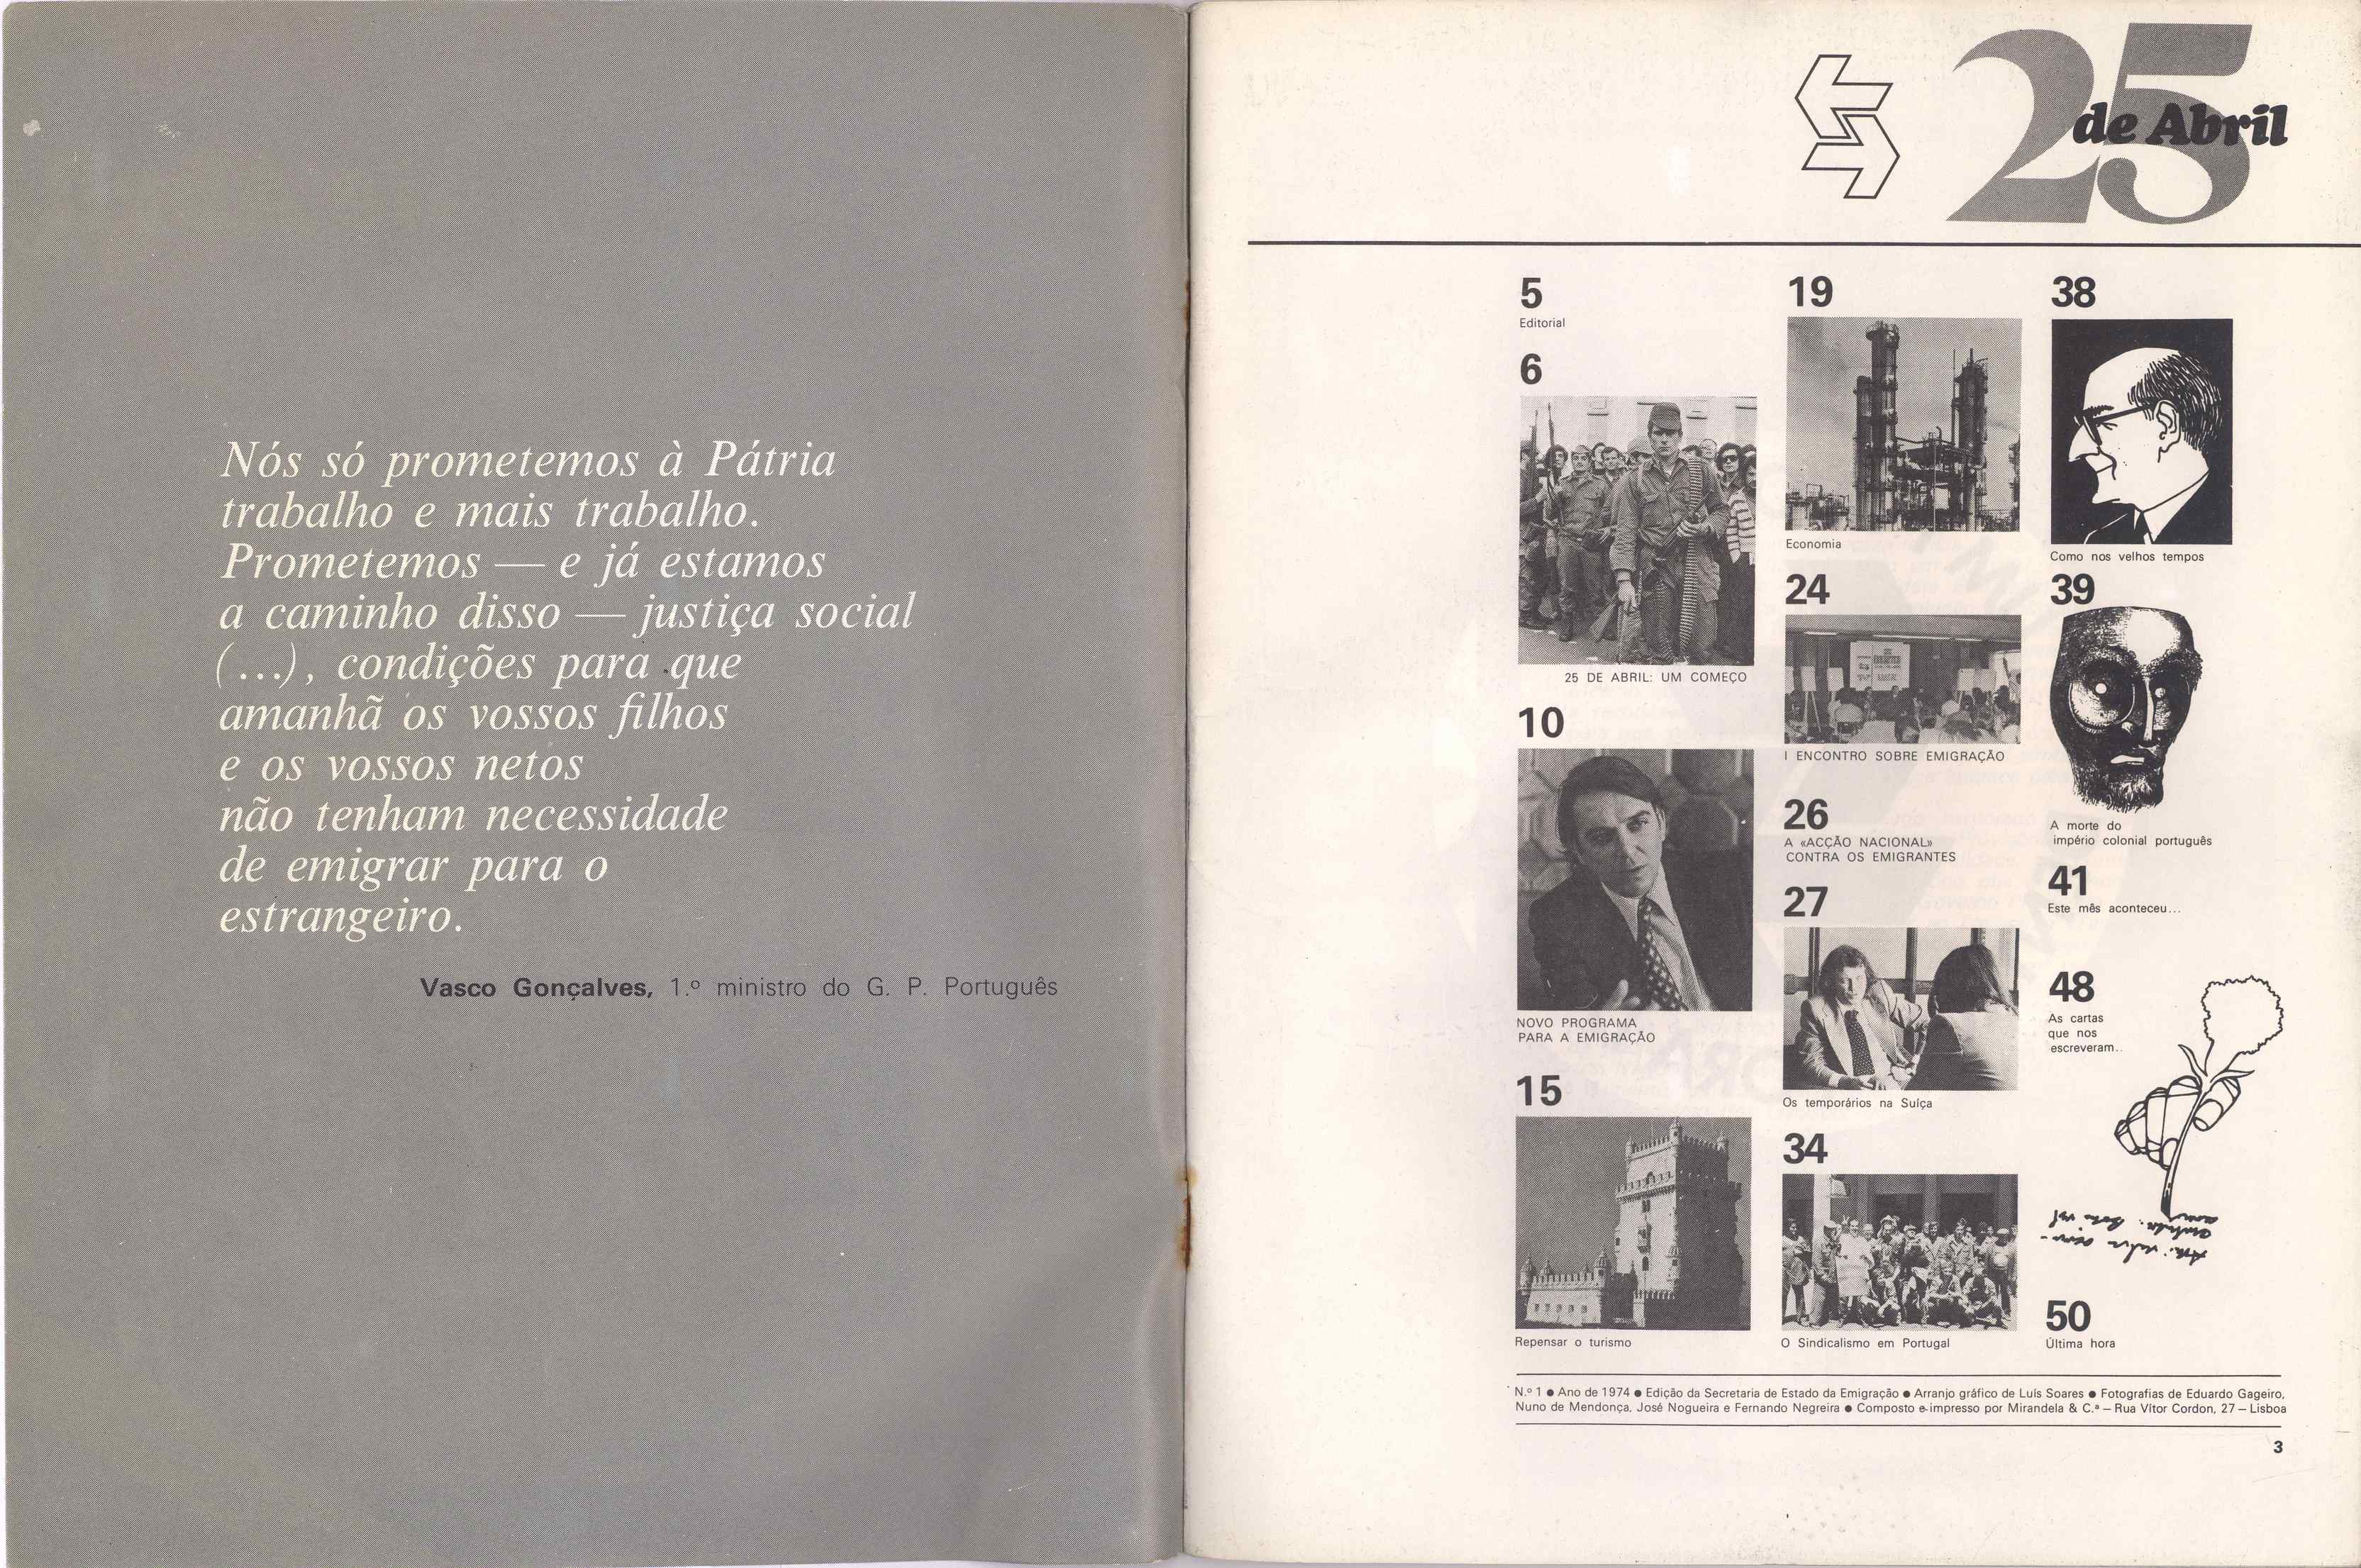 Nós só prometemos à Pátria
trabalho e mais trabalho.
Prometemos — e já estamos
a caminho disso — justiça social
(...), condições para que
amanhã os vossos filhos
e os vossos netos
não tenham necessidade
de emigrar para o
estrangeiro.
Vasco Gonçalves, 1.º ministro do G. P. Português
25
de Abril
5
Editorial
6
25 DE ABRIL: UM COMEÇO
10
NOVO PROGRAMA
PARA A EMIGRAÇÃO
15
Repensar o turismo
19
Economia
24
I ENCONTRO SOBRE EMIGRAÇÃO
26
A «ACÇÃO NACIONAL»
CONTRA OS EMIGRANTES
27
Os temporários na Suíça
34
O Sindicalismo em Portugal
38
Como nos velhos tempos
39
A morte do
império colonial português
41
Este mês aconteceu...
48
As cartas
que nos
escreveram..
50
Última hora
N.º 1 ● Ano de 1974 ● Edição da Secretaria de Estado da Emigração ● Arranjo gráfico de Luís Soares ● Fotografias de Eduardo Gageiro,
Nuno de Mendonça, José Nogueira e Fernando Negreira ● Composto e impresso por Mirandela & C.ª – Rua Vítor Cordon, 27 – Lisboa
3